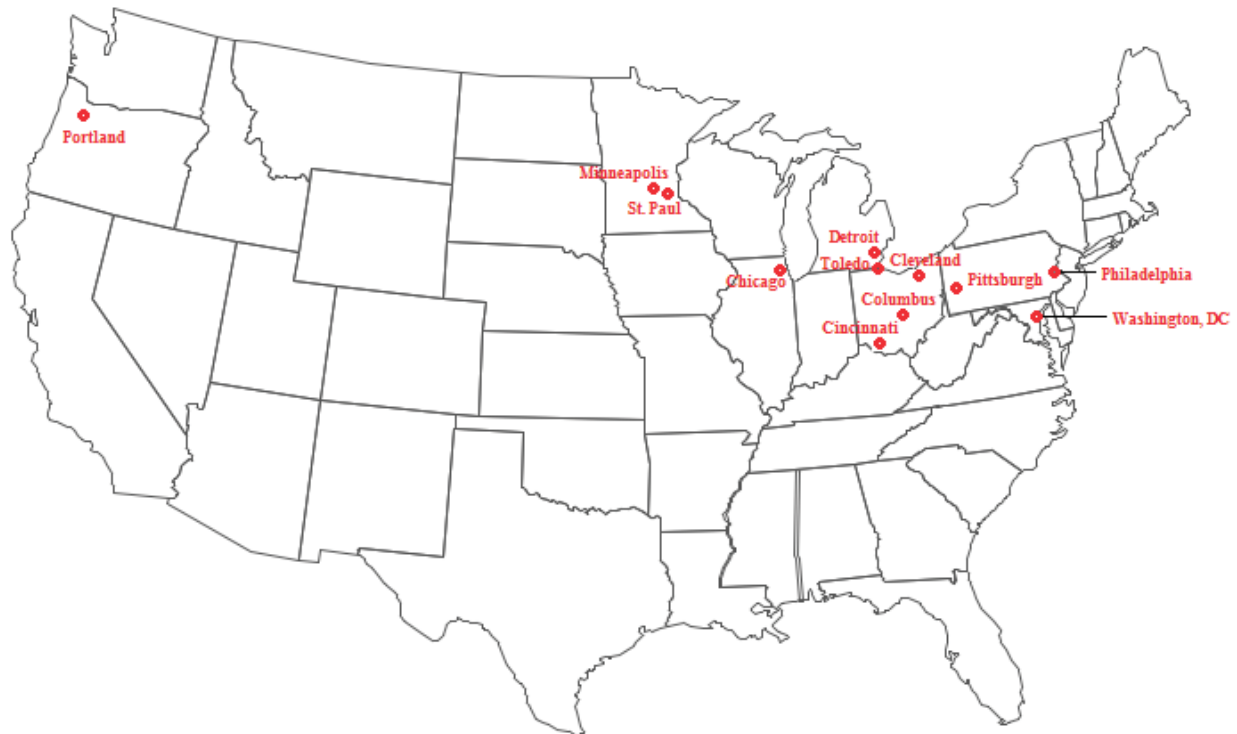 Portland
Minneapolis
St. Paul
Detroit
Toledo
Cleveland
Chicago
Pittsburgh
Philadelphia
Columbus
Washington, DC
Cincinnati